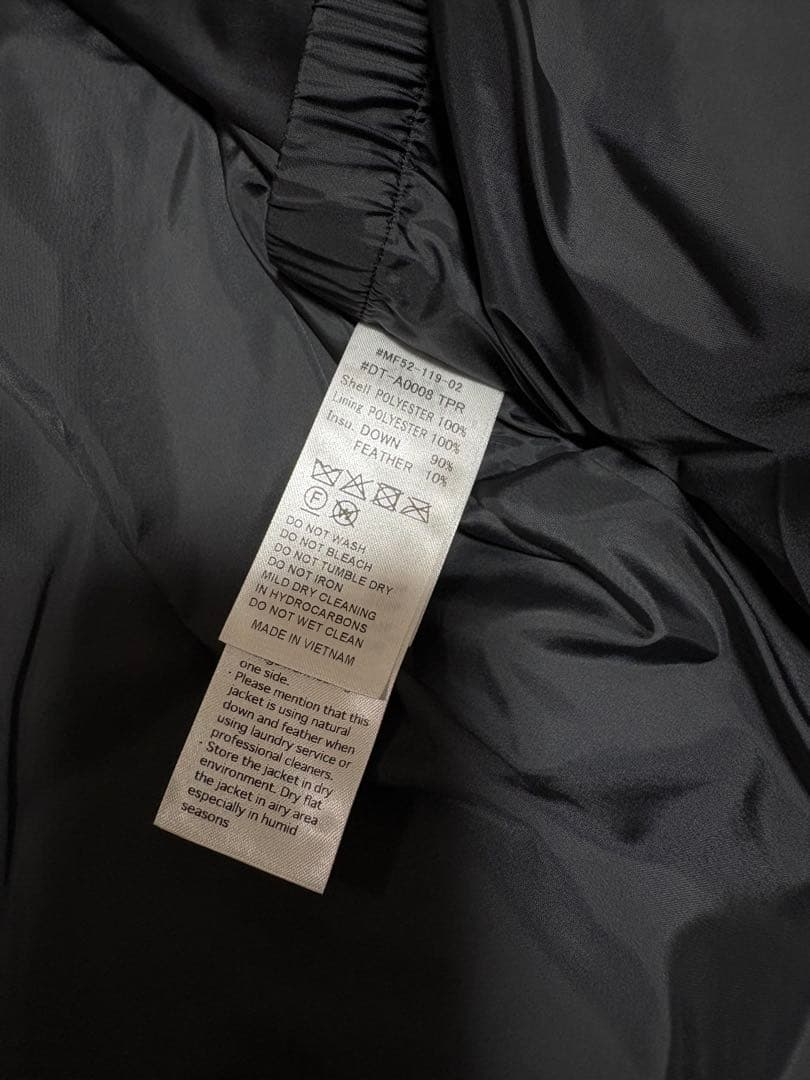 #MF52-119-02
#DT-A0008 TPR
Shell POLYESTER 100%
Lining POLYESTER 100%
Insu. DOWN 90%
FEATHER 10%
F
DO NOT WASH
DO NOT BLEACH
DO NOT TUMBLE DRY
DO NOT IRON
MILD DRY CLEANING
IN HYDROCARBONS
DO NOT WET CLEAN
MADE IN VIETNAM
one side.
· Please mention that this
jacket is using natural
down and feather when
using laundry service or
professional cleaners.
· Store the jacket in dry
environment. Dry flat
the jacket in airy area
especially in humid
seasons